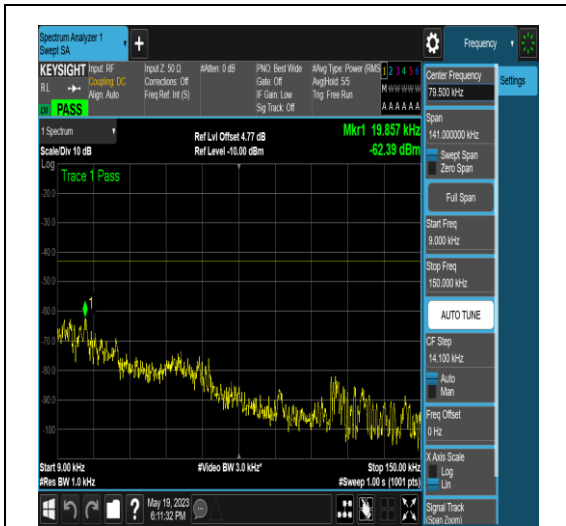 Spectrum Analyzer 1
Swept SA
+
Frequency
KEYSIGHT
RL
PASS
Input: RF
Coupling: DC
Align: Auto
Input Z: 50 Ω
Corrections: Off
Freq Ref: Int (S)
#Atten: 0 dB
PNO: Best Wide
Gate: Off
IF Gain: Low
Sig Track: Off
#Avg Type: Power (RMS
Avg|Hold: 5/5
Trig: Free Run
1 2 3 4 5 6
M W W W W W
A A A A A A
1 Spectrum
Scale/Div 10 dB
Ref Lvl Offset 4.77 dB
Ref Level -10.00 dBm
Mkr1 19.857 kHz
-62.39 dBm
Log
Trace 1 Pass
-20.0
-30.0
-40.0
-50.0
-60.0
-70.0
-80.0
-90.0
-100
1
Start 9.00 kHz
#Res BW 1.0 kHz
#Video BW 3.0 kHz*
Stop 150.00 kHz
#Sweep 1.00 s (1001 pts)
May 19, 2023
6:11:32 PM
Center Frequency
79.500 kHz
Settings
Span
141.000000 kHz
Swept Span
Zero Span
Full Span
Start Freq
9.000 kHz
Stop Freq
150.000 kHz
AUTO TUNE
CF Step
14.100 kHz
Auto
Man
Freq Offset
0 Hz
X Axis Scale
Log
Lin
Signal Track
(Span Zoom)